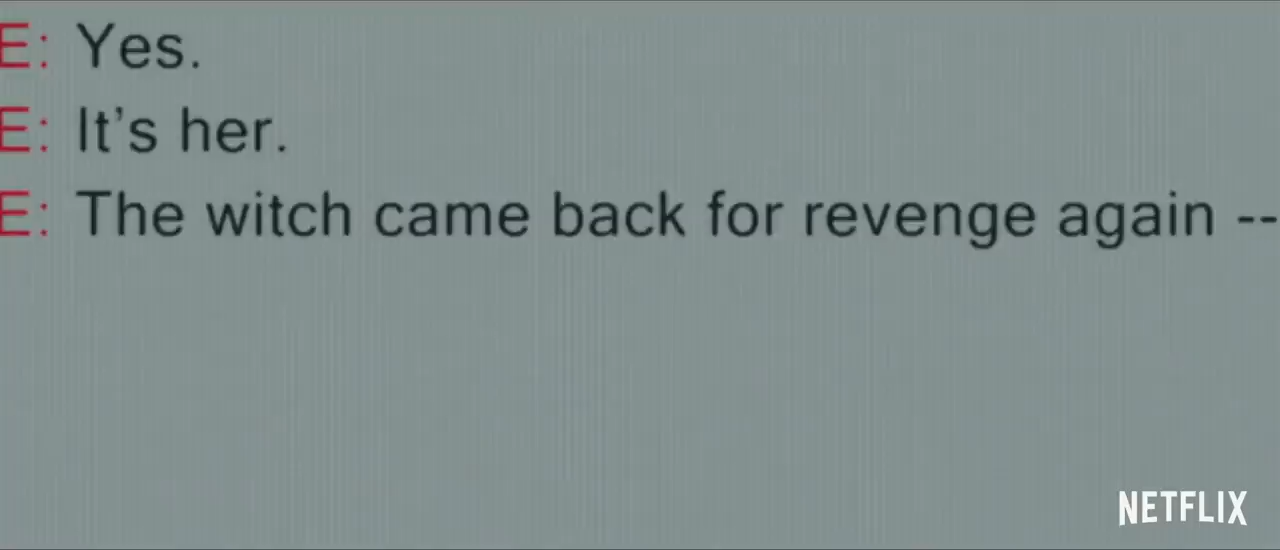 E: Yes.
E: It's her.
E: The witch came back for revenge again --
NETFLIX